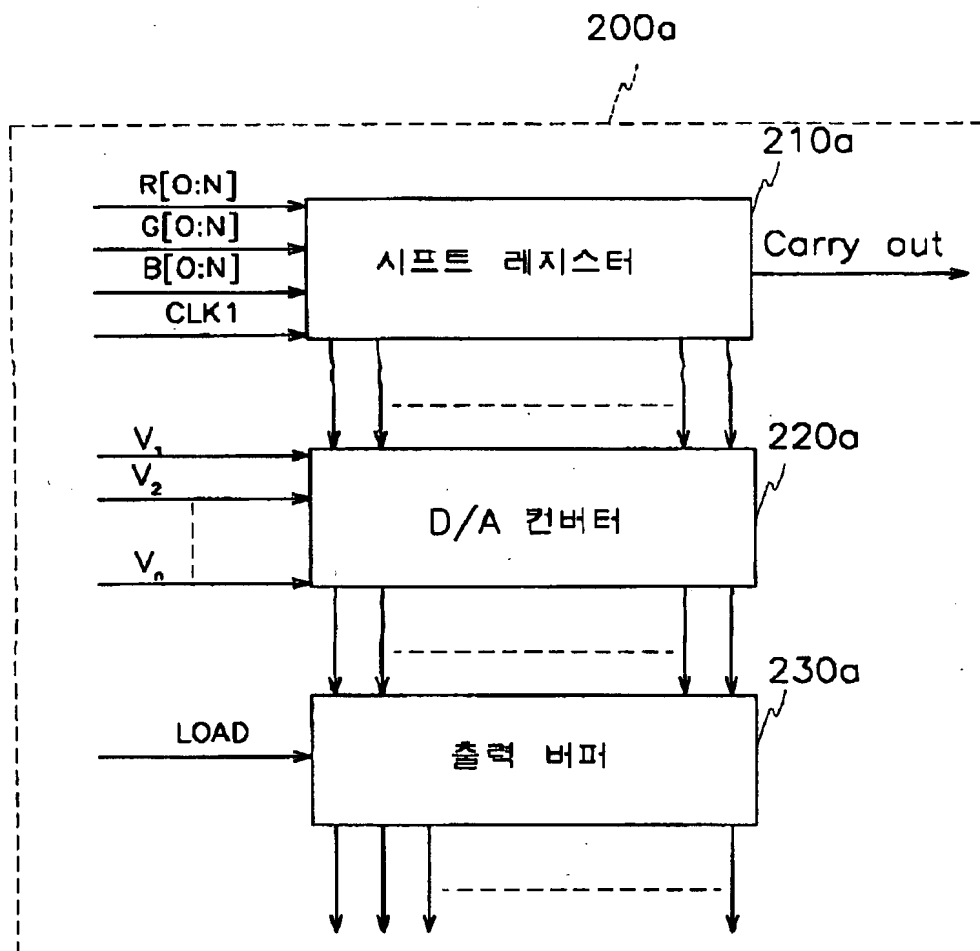 200a
210a
R[0:N]
G[0:N]
B[0:N]
CLK1
시프트 레지스터
Carry out
220a
V₁
V₂
Vₙ
D/A 컨버터
230a
LOAD
출력 버퍼